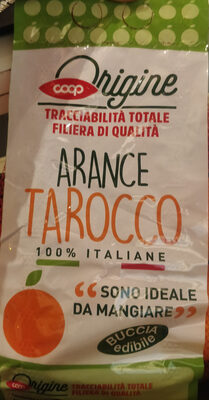 coop Origine
TRACCIABILITÀ TOTALE
FILIERA DI QUALITÀ
ARANCE
TAROCCO
100% ITALIANE
“SONO IDEALE
DA MANGIARE”
BUCCIA
edibile
coop Origine TRACCIABILITÀ TOTALE
FILIERA DI QUALITÀ